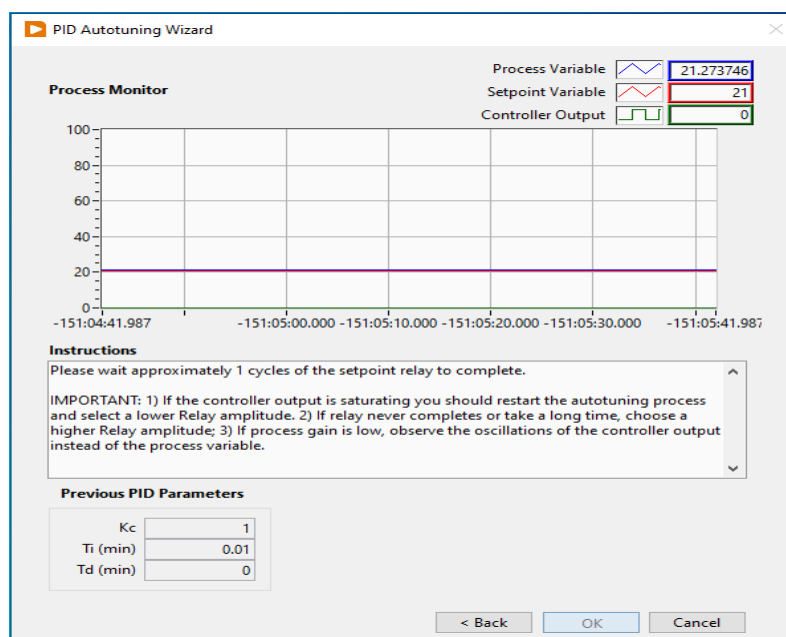 PID Autotuning Wizard
Process Variable 21.273746
Process Monitor
Setpoint Variable 21
Controller Output 0
100
80
60
40
20
0
-151:04:41.987 -151:05:00.000 -151:05:10.000 -151:05:20.000 -151:05:30.000 -151:05:41.987
Instructions
Please wait approximately 1 cycles of the setpoint relay to complete.
IMPORTANT: 1) If the controller output is saturating you should restart the autotuning process
and select a lower Relay amplitude. 2) If relay never completes or take a long time, choose a
higher Relay amplitude; 3) If process gain is low, observe the oscillations of the controller output
instead of the process variable.
Previous PID Parameters
Kc 1
Ti (min) 0.01
Td (min) 0
< Back OK Cancel